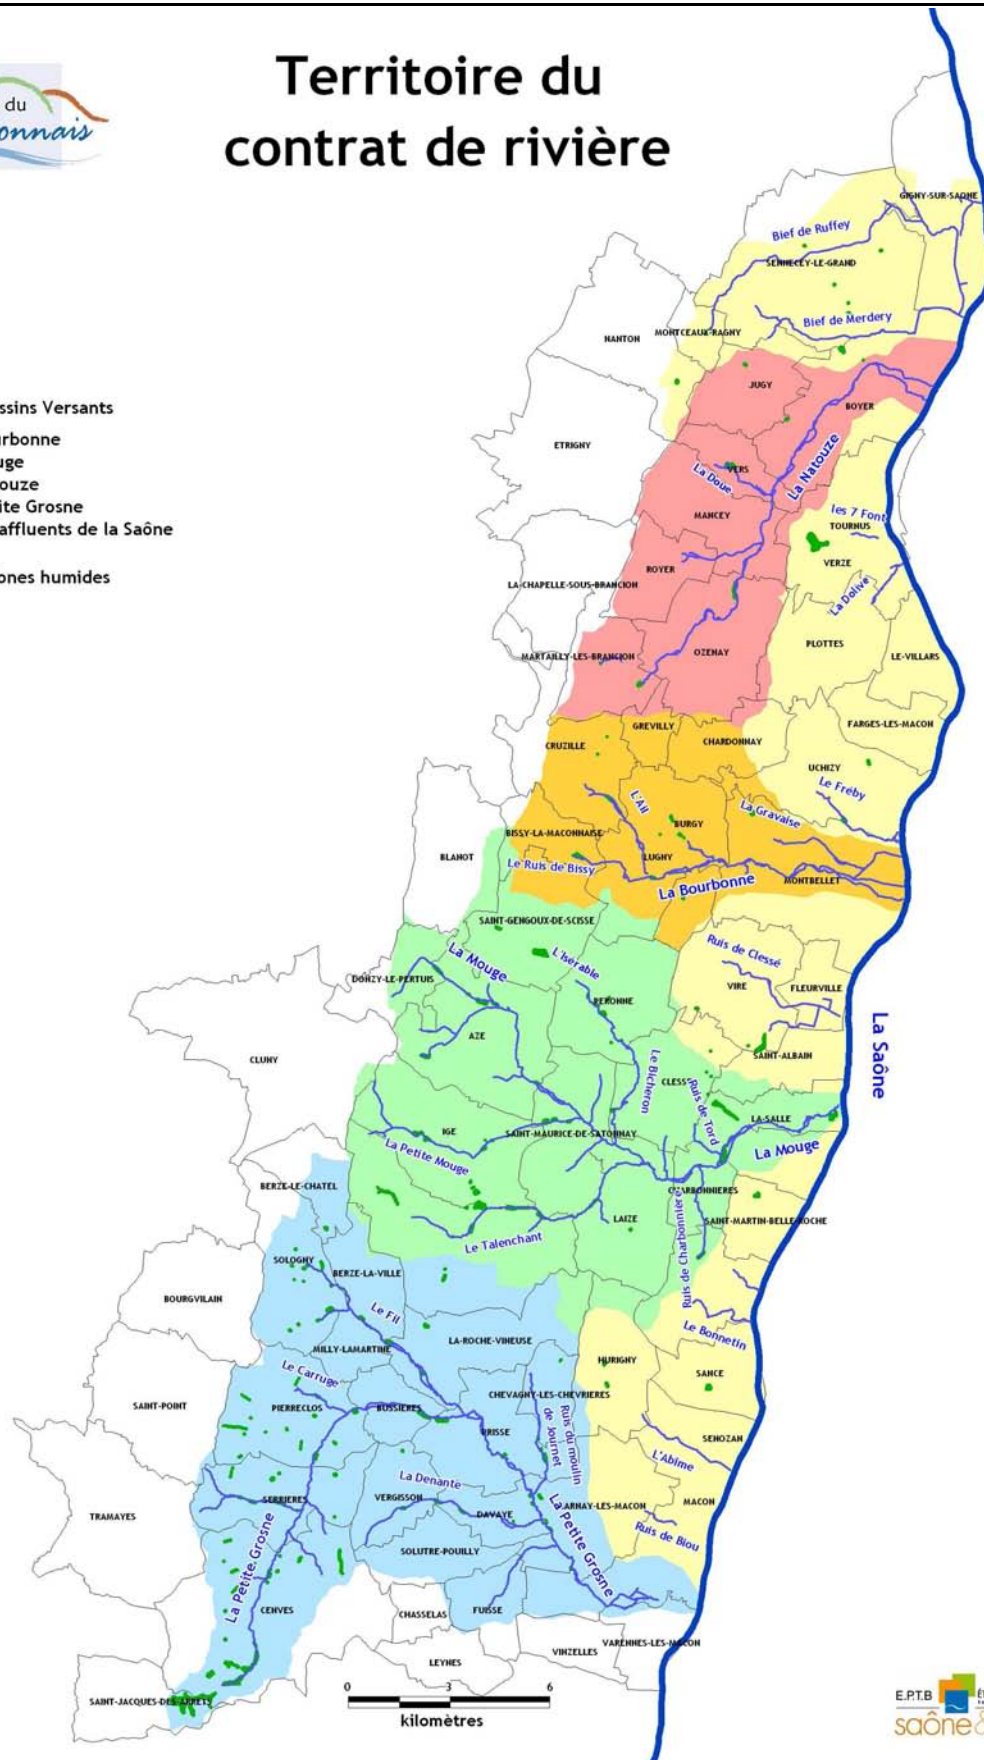 Territoire du
contrat de rivière
du
onnais
ssins Versants
rbonne
uge
ouze
ite Grosne
affluents de la Saône
ones humides
GIGNY-SUR-SAONE
Bief de Ruffey
SENNECEY-LE-GRAND
Bief de Merdery
MONTCEAUX-RAGNY
NANTON
JUGY
BOYER
ETRIGNY
La Natouze
VERS
La Doue
MANCEY
les 7 Font
TOURNUS
VERZE
ROYER
LA-CHAPELLE-SOUS-BRANCION
La Dolive
PLOTTES
OZENAY
MARTAILLY-LES-BRANCION
LE-VILLARS
FARGES-LES-MACON
GREVILLY
CHARDONNAY
CRUZILLE
UCHIZY
Le Fréby
L'Ail
La Gravaise
BURGY
BISSY-LA-MACONNAISE
BLANOT
LUGNY
Le Ruis de Bissy
MONTBELLET
La Bourbonne
SAINT-GENGOUX-DE-SCISSE
Ruis de Clessé
La Mouge
L'Isérable
DONZY-LE-PERTUIS
VIRE
FLEURVILLE
PERONNE
AZE
La Saône
SAINT-ALBAIN
CLUNY
Le Bicheron
CLESS
Ruis de Tord
LA-SALLE
IGE
SAINT-MAURICE-DE-SATONNAY
La Mouge
La Petite Mouge
BERZE-LE-CHATEL
CHARBONNIERES
LAIZE
SAINT-MARTIN-BELLE-ROCHE
Le Talenchant
Ruis de Charbonnière
SOLOGNY
BERZE-LA-VILLE
BOURGVILAIN
Le Fil
Le Bonnetin
LA-ROCHE-VINEUSE
MILLY-LAMARTINE
HURIGNY
Le Carruge
SANCE
CHEVAGNY-LES-CHEVRIERES
SAINT-POINT
PIERRECLOS
BUSSIERES
Ruis du moulin
de Journet
PRISSE
SENOZAN
L'Abime
La Denante
VERGISSON
SERRIERES
MACON
ARNAY-LES-MACON
TRAMAYES
DAVAYE
Ruis de Biou
La Petite Grosne
La Petite Grosne
SOLUTRE-POUILLY
CENVES
CHASSELAS
FUISSE
VARENNES-LES-MACON
VINZELLES
LEYNES
SAINT-JACQUES-DES-ARRETS
0 3 6
kilomètres
E.P.T.B
saône&